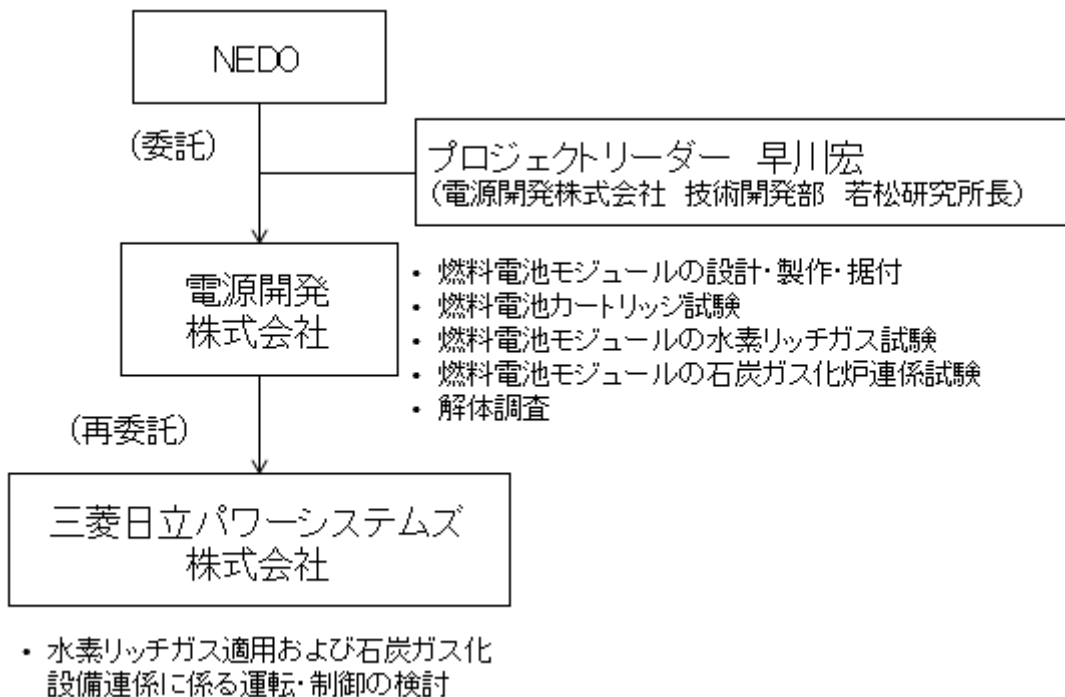 NEDO
(委託)
プロジェクトリーダー 早川宏
(電源開発株式会社 技術開発部 若松研究所長)
電源開発
株式会社
・ 燃料電池モジュールの設計・製作・据付
・ 燃料電池カートリッジ試験
・ 燃料電池モジュールの水素リッチガス試験
・ 燃料電池モジュールの石炭ガス化炉連係試験
・ 解体調査
(再委託)
三菱日立パワーシステムズ
株式会社
・ 水素リッチガス適用および石炭ガス化
設備連係に係る運転・制御の検討